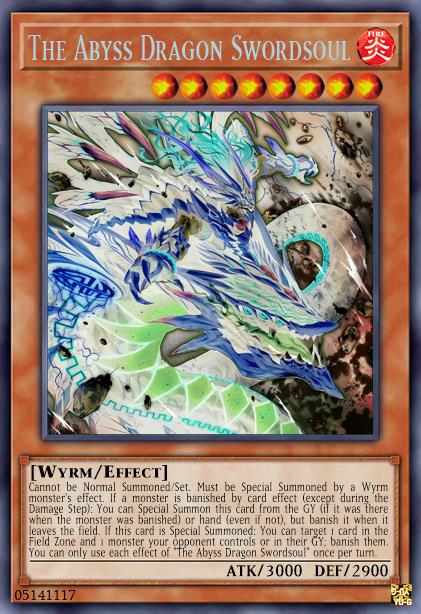 THE ABYSS DRAGON SWORDSOUL
FIRE
炎
[WYRM/EFFECT]
Cannot be Normal Summoned/Set. Must be Special Summoned by a Wyrm
monster's effect. If a monster is banished by card effect (except during the
Damage Step): You can Special Summon this card from the GY (if it was there
when the monster was banished) or hand (even if not), but banish it when it
leaves the field. If this card is Special Summoned: You can target 1 card in the
Field Zone and 1 monster your opponent controls or in their GY; banish them.
You can only use each effect of "The Abyss Dragon Swordsoul" once per turn.
ATK/3000 DEF/2900
05141117